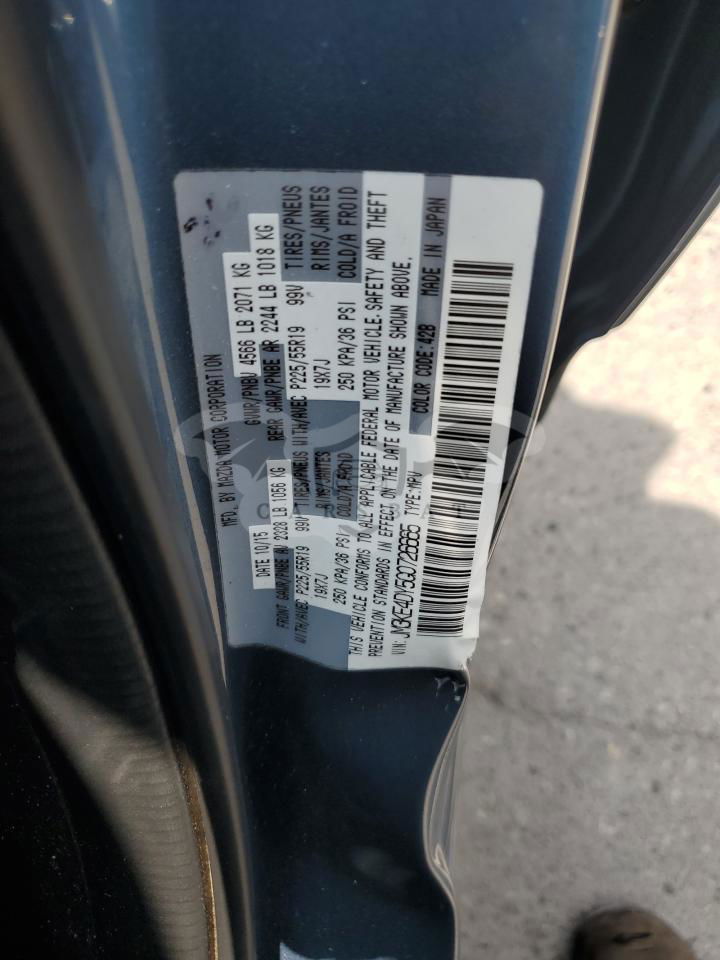 MFD. BY MAZDA MOTOR CORPORATION
DATE 10/15 GVWR/PNBV 4566 LB 2071 KG
FRONT GAWR/PNBE AV 2328 LB 1056 KG REAR GAWR/PNBE AR 2244 LB 1018 KG
WITH/AVEC P225/55R19 99V TIRES/PNEUS WITH/AVEC P225/55R19 99V TIRES/PNEUS
19X7J RIMS/JANTES 19X7J RIMS/JANTES
250 KPA/36 PSI COLD/A FROID 250 KPA/36 PSI COLD/A FROID
THIS VEHICLE CONFORMS TO ALL APPLICABLE FEDERAL MOTOR VEHICLE SAFETY AND THEFT
PREVENTION STANDARDS IN EFFECT ON THE DATE OF MANUFACTURE SHOWN ABOVE.
VIN: JM3KE4DY5G0726665 TYPE:MPV COLOR CODE:42B MADE IN JAPAN
CARSBAT